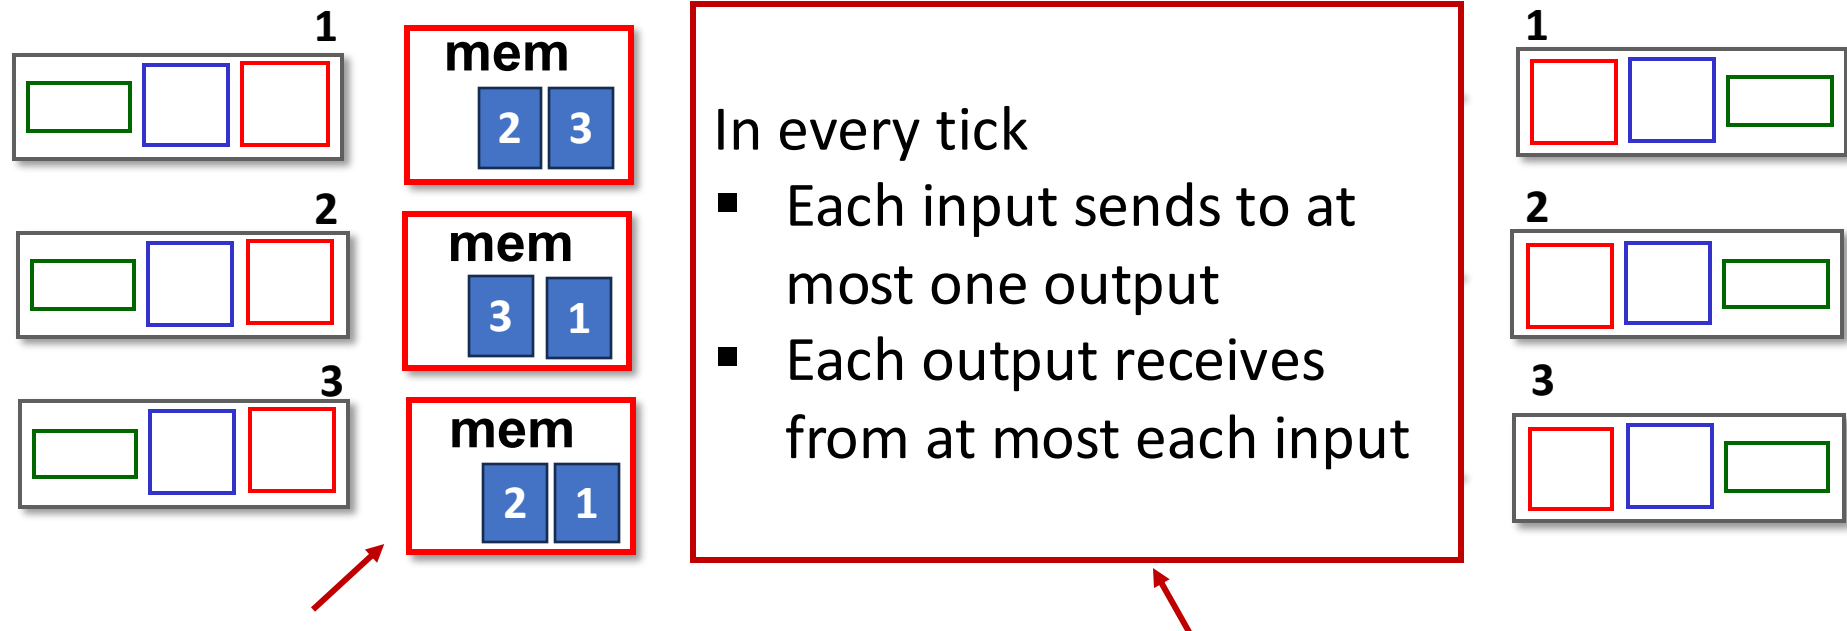 1
mem
2 3
2
mem
3 1
3
mem
2 1
In every tick
▪ Each input sends to at
most one output
▪ Each output receives
from at most each input
1
2
3